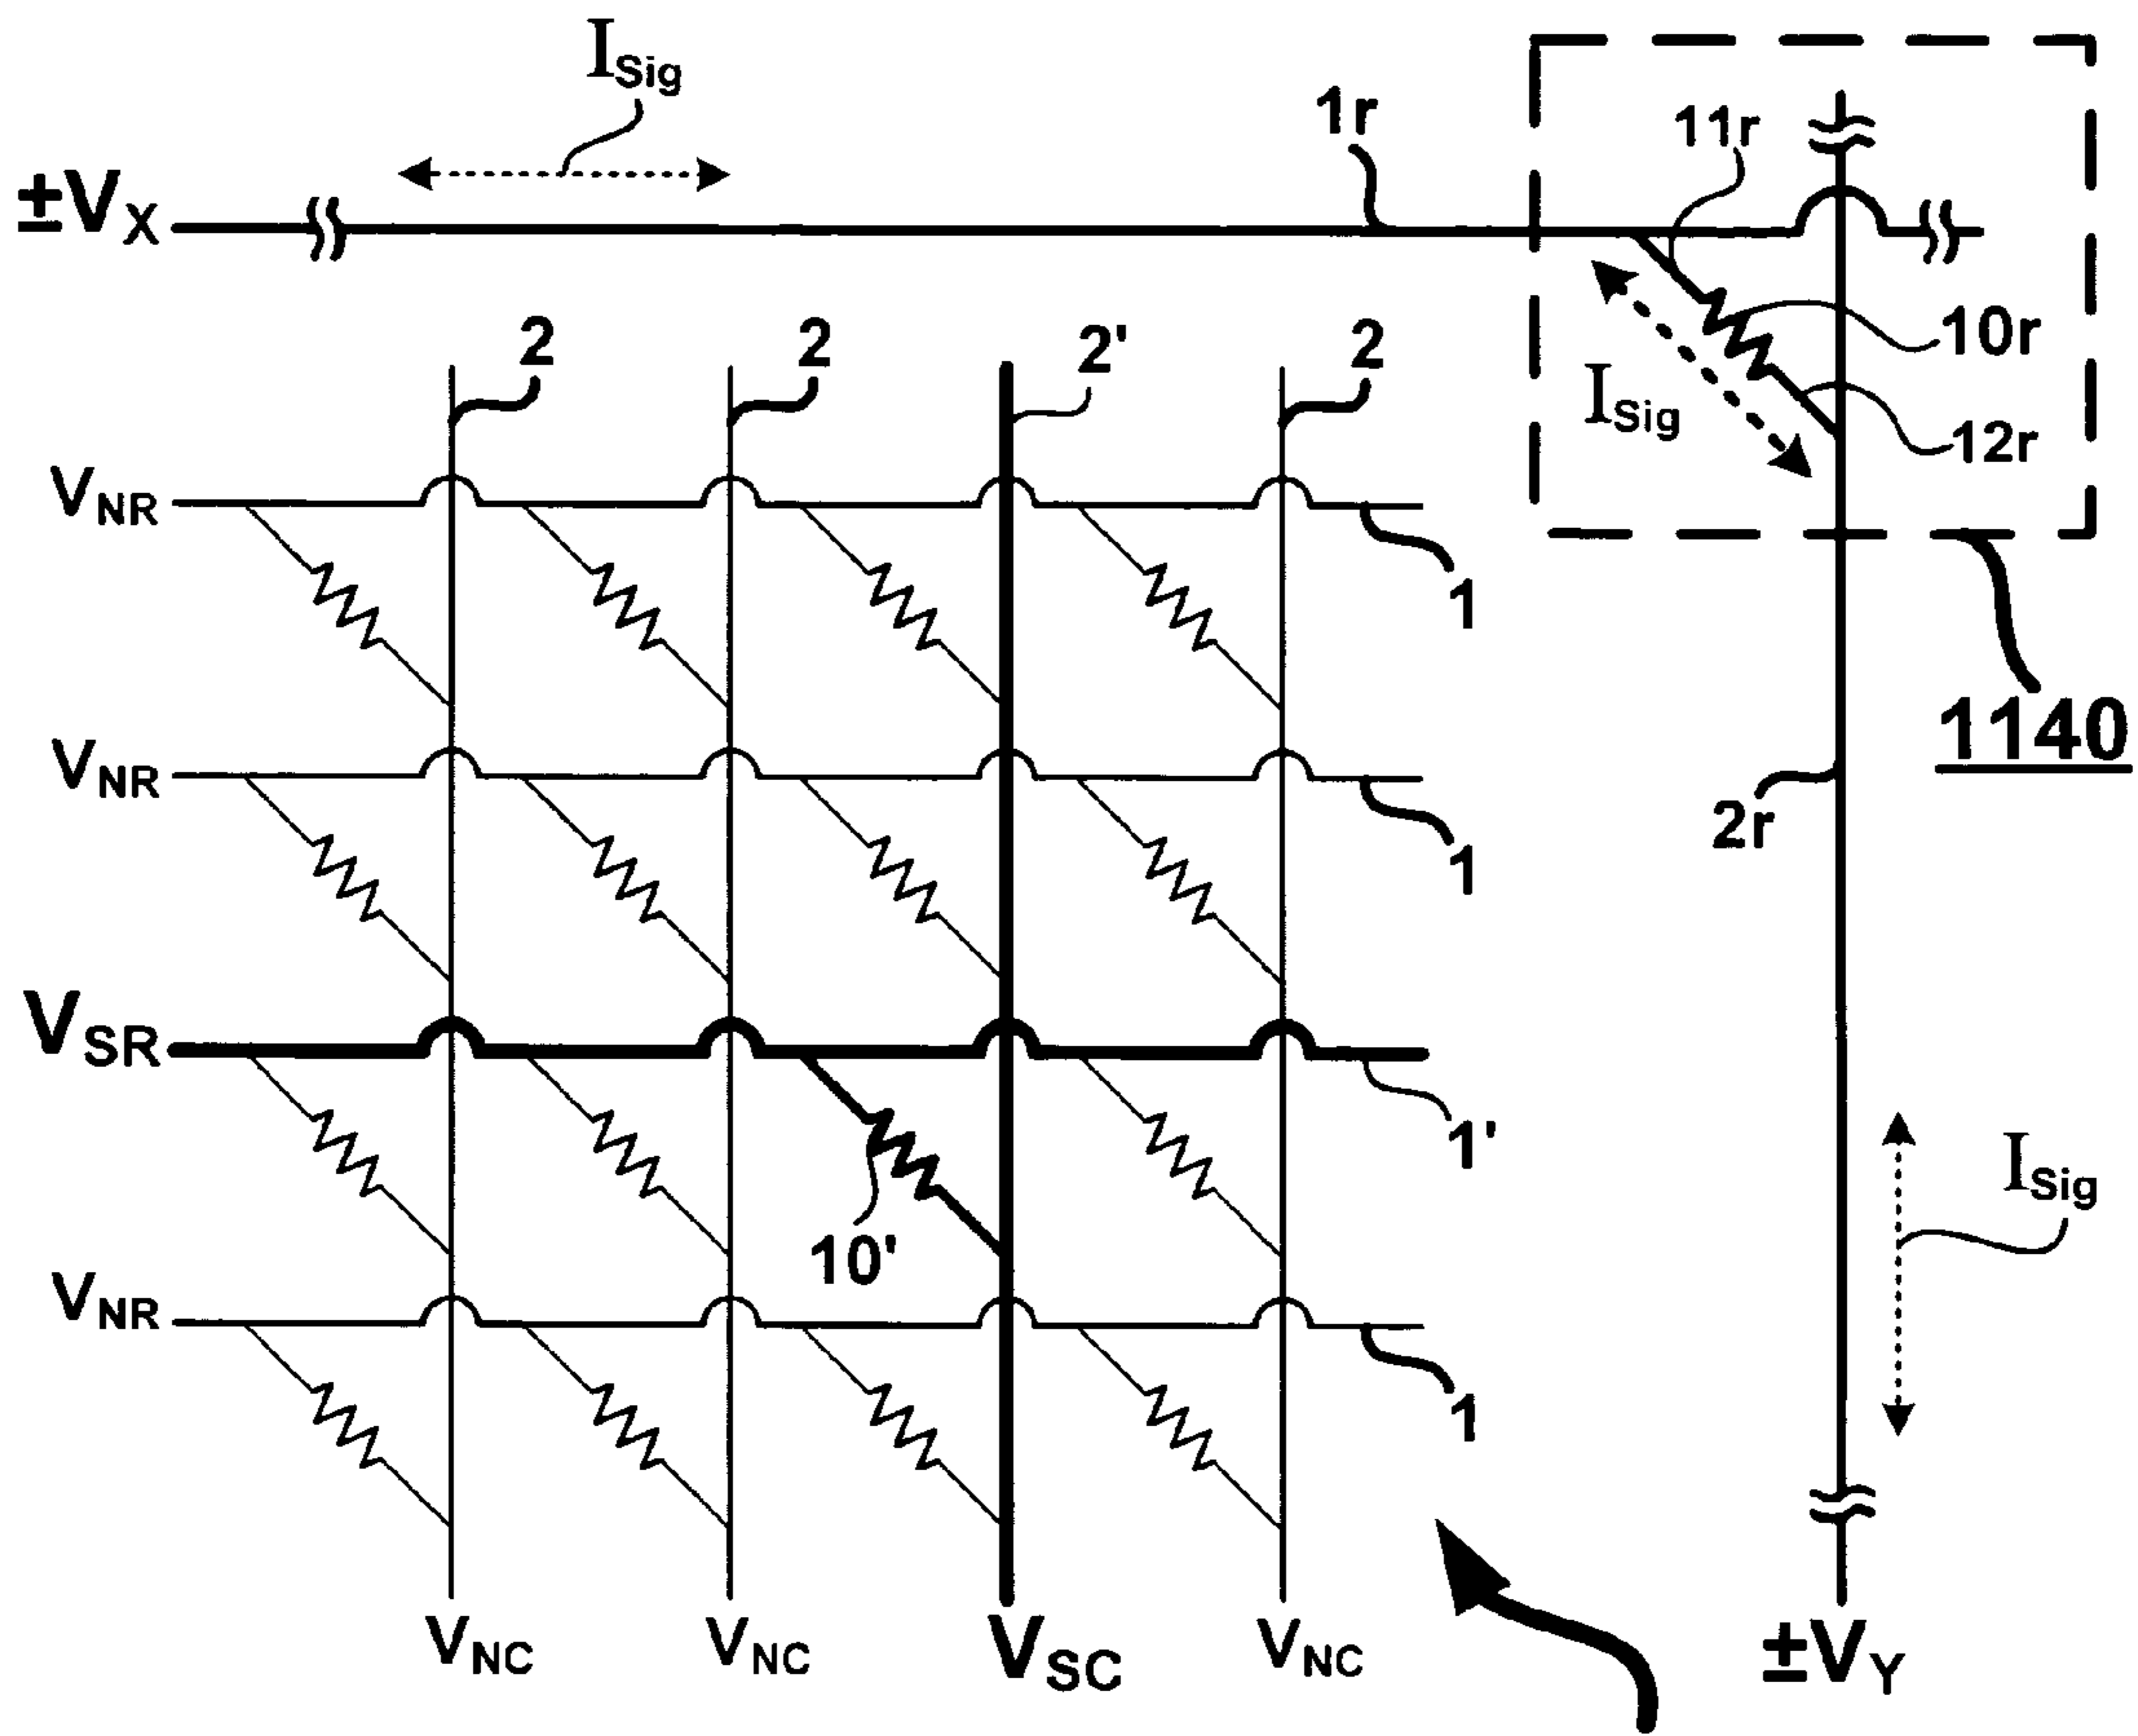 I_Sig
1r
11r
±V_X
10r
2
2
2'
2
I_Sig
12r
V_NR
1
1140
V_NR
2r
1
V_SR
1'
I_Sig
10'
V_NR
1
V_NC
V_NC
V_SC
V_NC
±V_Y